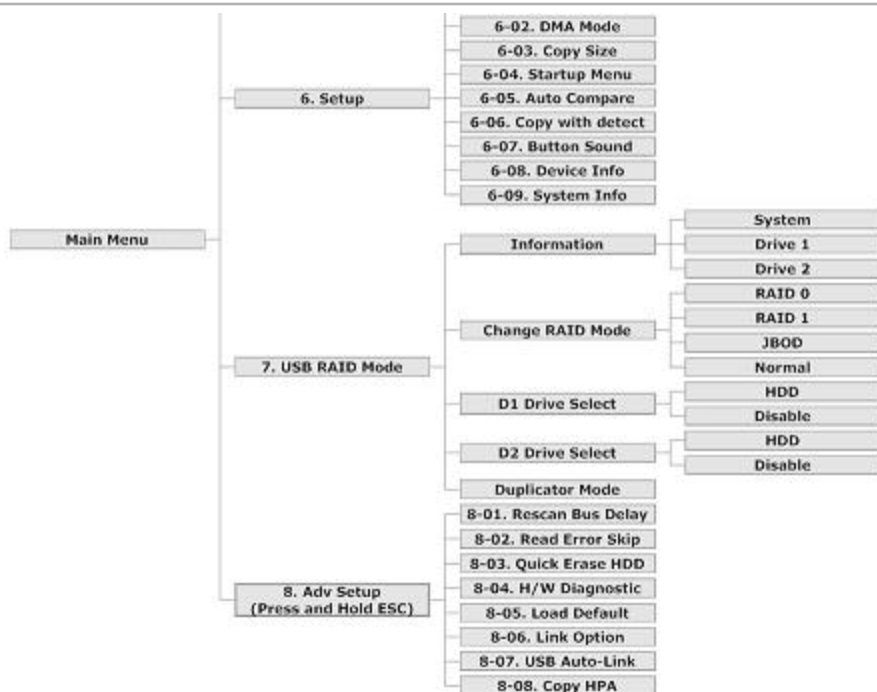 6-02. DMA Mode
6-03. Copy Size
6-04. Startup Menu
6. Setup
6-05. Auto Compare
6-06. Copy with detect
6-07. Button Sound
6-08. Device Info
6-09. System Info
Main Menu
Information
System
Drive 1
Drive 2
Change RAID Mode
RAID 0
RAID 1
JBOD
Normal
7. USB RAID Mode
D1 Drive Select
HDD
Disable
D2 Drive Select
HDD
Disable
Duplicator Mode
8. Adv Setup
(Press and Hold ESC)
8-01. Rescan Bus Delay
8-02. Read Error Skip
8-03. Quick Erase HDD
8-04. H/W Diagnostic
8-05. Load Default
8-06. Link Option
8-07. USB Auto-Link
8-08. Copy HPA